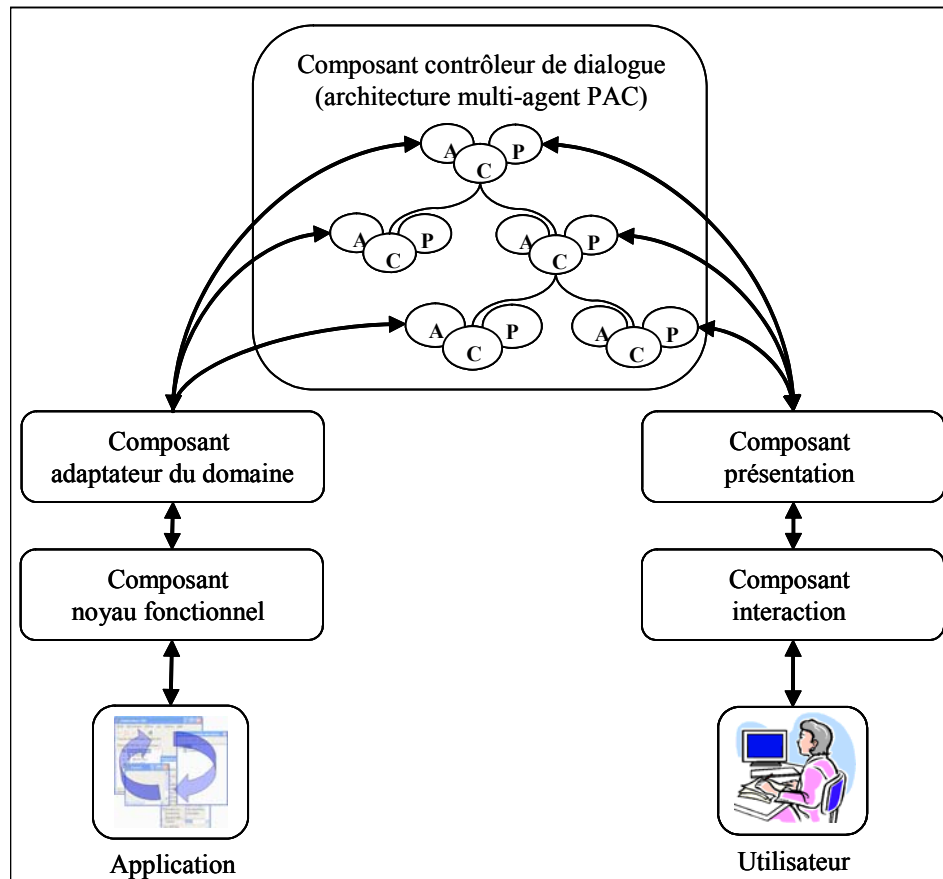 Composant contrôleur de dialogue
(architecture multi-agent PAC)
A P
C
A P
C
A P
C
A P
C
A P
C
Composant
adaptateur du domaine
Composant
présentation
Composant
noyau fonctionnel
Composant
interaction
Application
Utilisateur